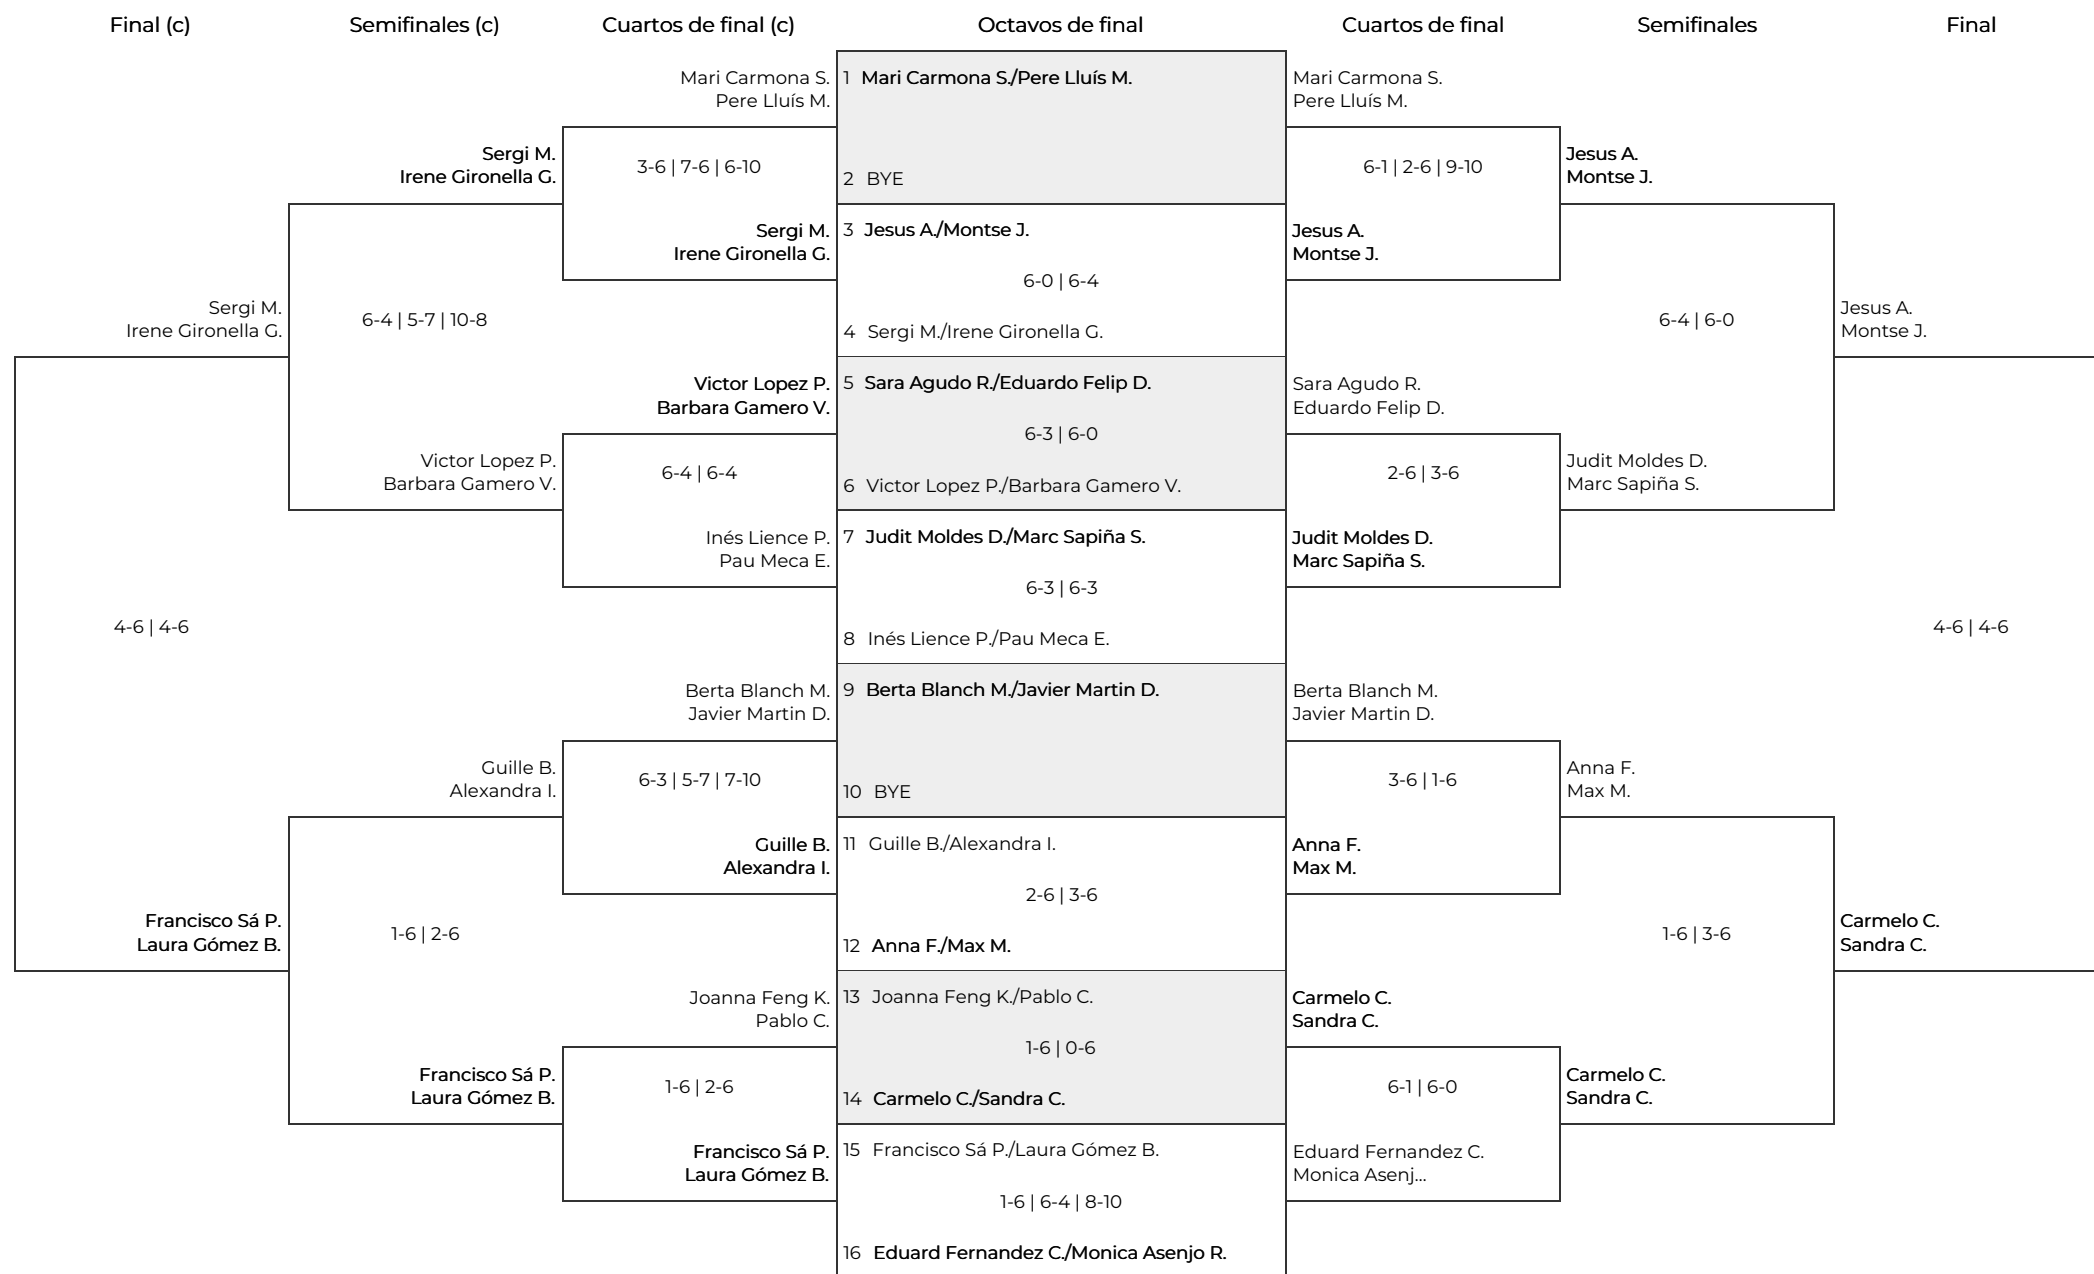 Final (c)
Semifinales (c)
Cuartos de final (c)
Octavos de final
Cuartos de final
Semifinales
Final
Sergi M.
Irene Gironella G.
4-6 | 4-6
Francisco Sá P.
Laura Gómez B.
Sergi M.
Irene Gironella G.
6-4 | 5-7 | 10-8
Victor Lopez P.
Barbara Gamero V.
Guille B.
Alexandra I.
1-6 | 2-6
Francisco Sá P.
Laura Gómez B.
Mari Carmona S.
Pere Lluís M.
3-6 | 7-6 | 6-10
Sergi M.
Irene Gironella G.
Victor Lopez P.
Barbara Gamero V.
6-4 | 6-4
Inés Lience P.
Pau Meca E.
Berta Blanch M.
Javier Martin D.
6-3 | 5-7 | 7-10
Guille B.
Alexandra I.
Joanna Feng K.
Pablo C.
1-6 | 2-6
Francisco Sá P.
Laura Gómez B.
1 Mari Carmona S./Pere Lluís M.
2 BYE
3 Jesus A./Montse J.
6-0 | 6-4
4 Sergi M./Irene Gironella G.
5 Sara Agudo R./Eduardo Felip D.
6-3 | 6-0
6 Victor Lopez P./Barbara Gamero V.
7 Judit Moldes D./Marc Sapiña S.
6-3 | 6-3
8 Inés Lience P./Pau Meca E.
9 Berta Blanch M./Javier Martin D.
10 BYE
11 Guille B./Alexandra I.
2-6 | 3-6
12 Anna F./Max M.
13 Joanna Feng K./Pablo C.
1-6 | 0-6
14 Carmelo C./Sandra C.
15 Francisco Sá P./Laura Gómez B.
1-6 | 6-4 | 8-10
16 Eduard Fernandez C./Monica Asenjo R.
Mari Carmona S.
Pere Lluís M.
6-1 | 2-6 | 9-10
Jesus A.
Montse J.
Sara Agudo R.
Eduardo Felip D.
2-6 | 3-6
Judit Moldes D.
Marc Sapiña S.
Berta Blanch M.
Javier Martin D.
3-6 | 1-6
Anna F.
Max M.
Carmelo C.
Sandra C.
6-1 | 6-0
Eduard Fernandez C.
Monica Asenj...
Jesus A.
Montse J.
6-4 | 6-0
Judit Moldes D.
Marc Sapiña S.
Anna F.
Max M.
1-6 | 3-6
Carmelo C.
Sandra C.
Jesus A.
Montse J.
4-6 | 4-6
Carmelo C.
Sandra C.